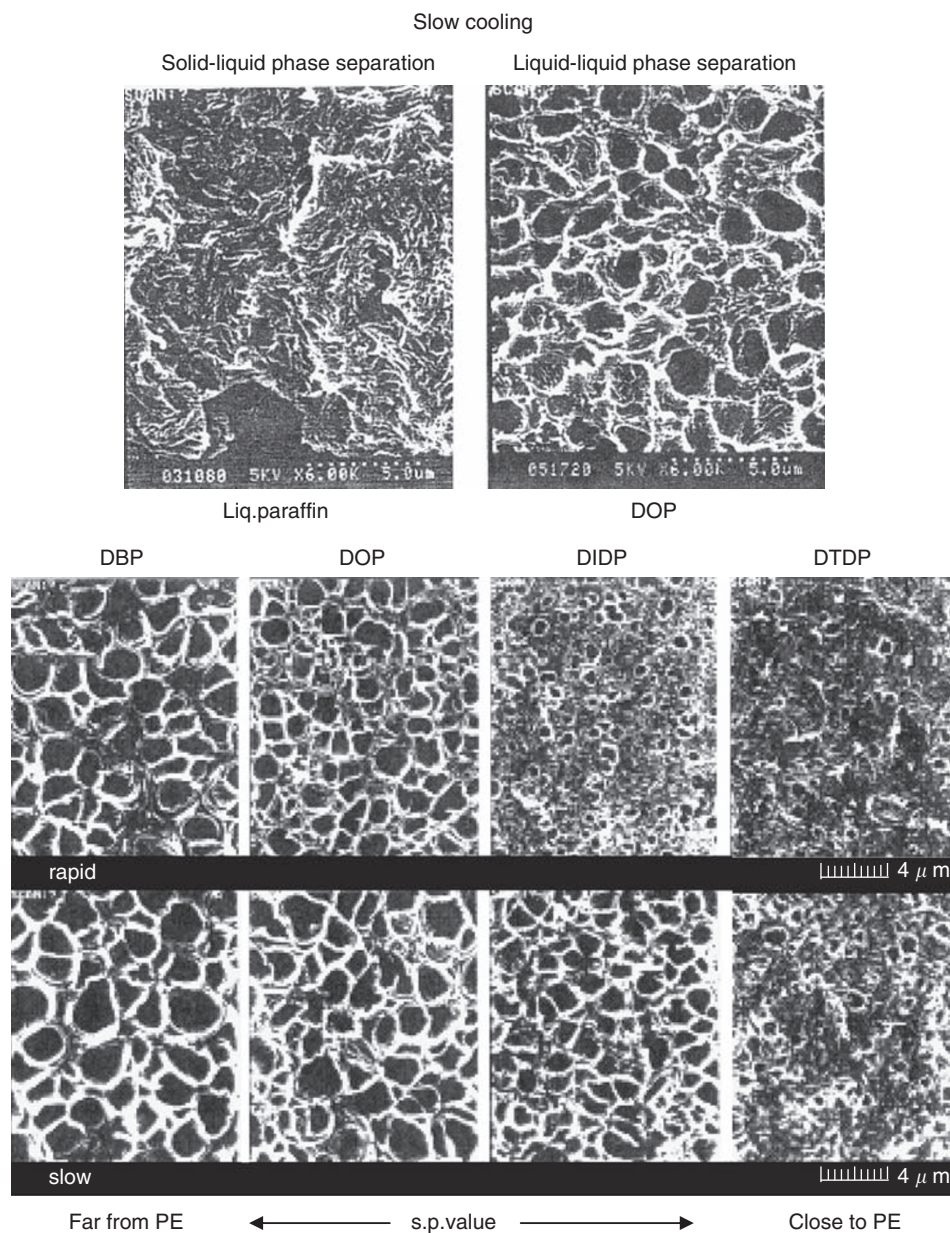 Slow cooling
Solid-liquid phase separation
Liquid-liquid phase separation
031080 5KV X6.00K 5.0um
051720 5KV X6.00K 5.0um
Liq.paraffin
DOP
DBP
DOP
DIDP
DTDP
rapid
4 μm
slow
4 μm
Far from PE
s.p.value
Close to PE